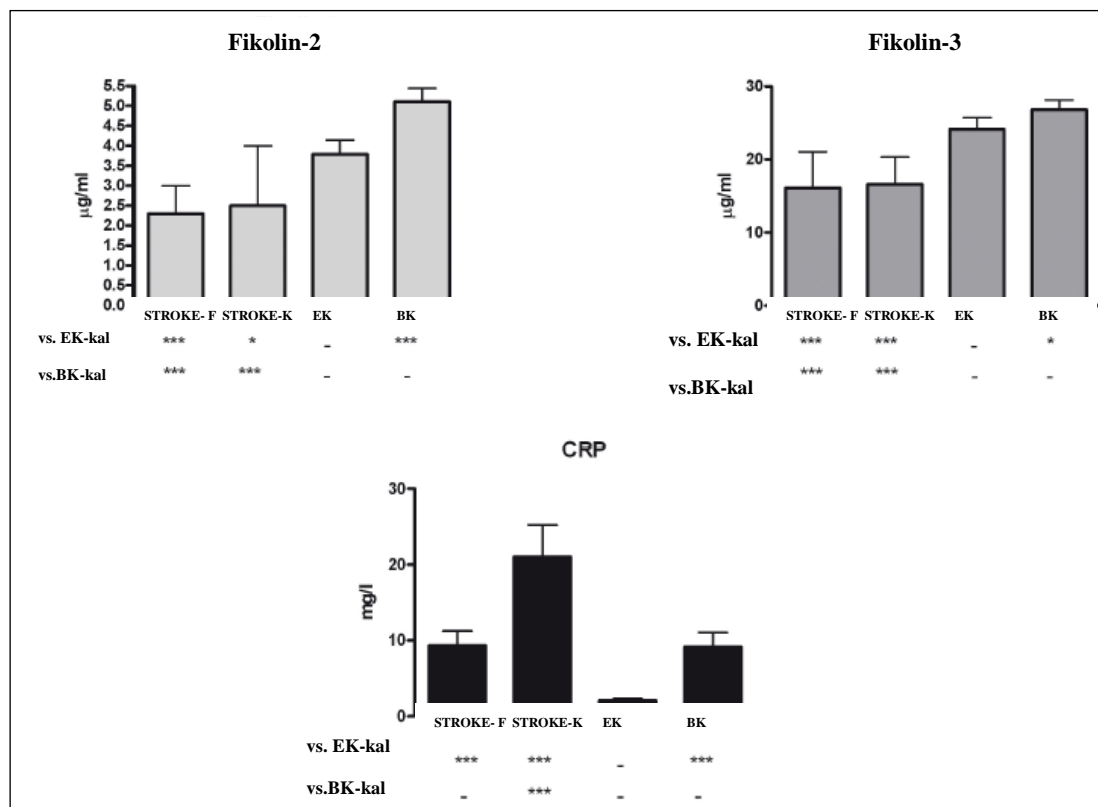 Fikolin-2
5.5
5.0
4.5
4.0
3.5
3.0
2.5
2.0
1.5
1.0
0.5
0.0
µg/ml
STROKE- F STROKE-K EK BK
vs. EK-kal *** * - ***
vs.BK-kal *** *** - -
Fikolin-3
30
20
10
0
µg/ml
STROKE- F STROKE-K EK BK
vs. EK-kal *** *** - *
vs.BK-kal *** *** - -
CRP
30
20
10
0
mg/l
STROKE- F STROKE-K EK BK
vs. EK-kal *** *** - ***
vs.BK-kal - *** - -